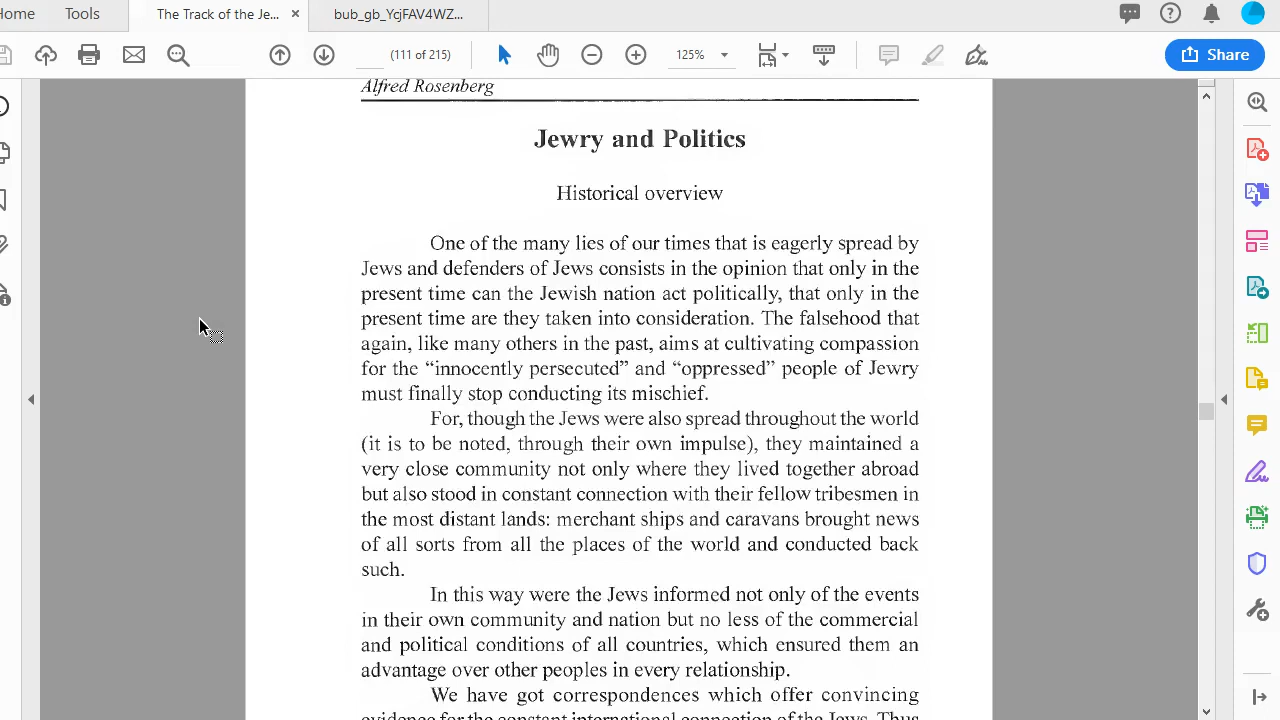 Home
Tools
The Track of the Je...
bub_gb_YcjFAV4WZ...
(111 of 215)
125%
Share
Alfred Rosenberg
Jewry and Politics
Historical overview
One of the many lies of our times that is eagerly spread by
Jews and defenders of Jews consists in the opinion that only in the
present time can the Jewish nation act politically, that only in the
present time are they taken into consideration. The falsehood that
again, like many others in the past, aims at cultivating compassion
for the “innocently persecuted” and “oppressed” people of Jewry
must finally stop conducting its mischief.
For, though the Jews were also spread throughout the world
(it is to be noted, through their own impulse), they maintained a
very close community not only where they lived together abroad
but also stood in constant connection with their fellow tribesmen in
the most distant lands: merchant ships and caravans brought news
of all sorts from all the places of the world and conducted back
such.
In this way were the Jews informed not only of the events
in their own community and nation but no less of the commercial
and political conditions of all countries, which ensured them an
advantage over other peoples in every relationship.
We have got correspondences which offer convincing
evidence for the constant international connection of the Jews. Thus